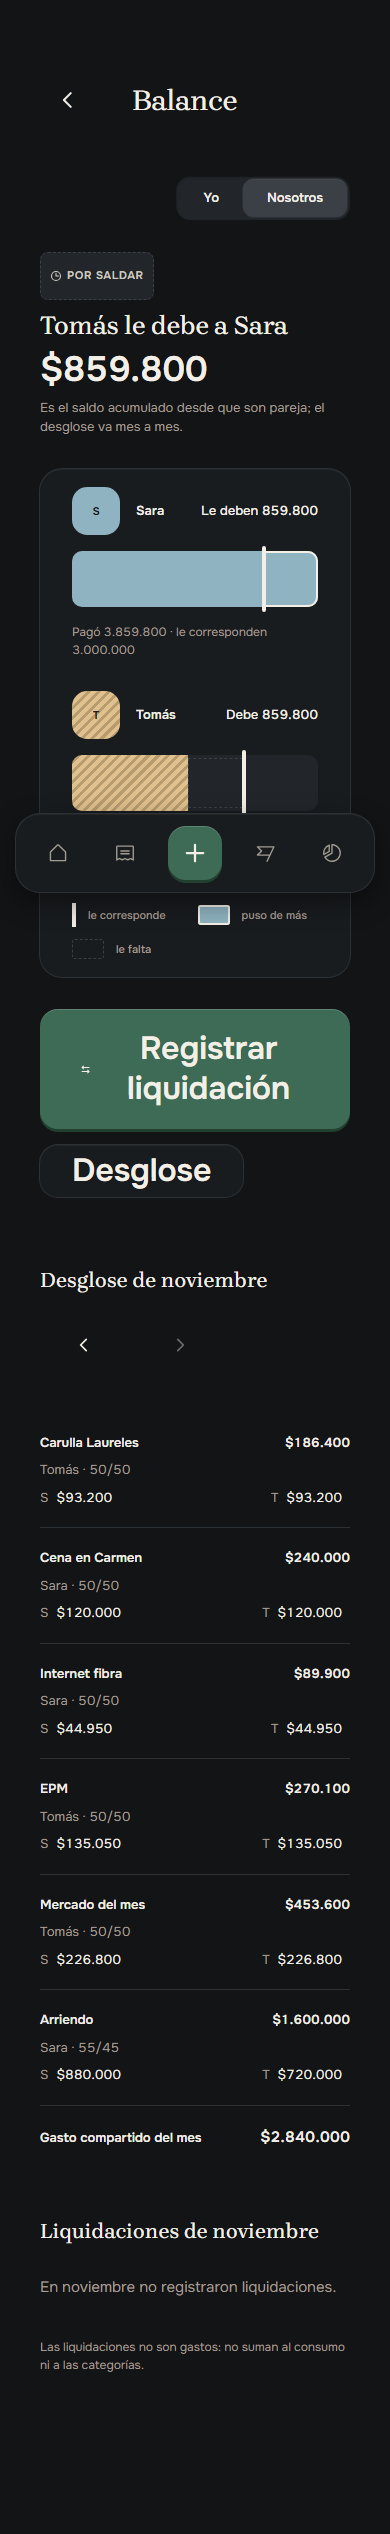 Balance
Yo
Nosotros
POR SALDAR
Tomás le debe a Sara
$859.800
Es el saldo acumulado desde que son pareja; el
desglose va mes a mes.
S
Sara
Le deben 859.800
Pagó 3.859.800 · le corresponden
3.000.000
T
Tomás
Debe 859.800
le corresponde
puso de más
le falta
Registrar
liquidación
Desglose
Desglose de noviembre
Carulla Laureles
$186.400
Tomás · 50/50
S $93.200
T $93.200
Cena en Carmen
$240.000
Sara · 50/50
S $120.000
T $120.000
Internet fibra
$89.900
Sara · 50/50
S $44.950
T $44.950
EPM
$270.100
Tomás · 50/50
S $135.050
T $135.050
Mercado del mes
$453.600
Tomás · 50/50
S $226.800
T $226.800
Arriendo
$1.600.000
Sara · 55/45
S $880.000
T $720.000
Gasto compartido del mes
$2.840.000
Liquidaciones de noviembre
En noviembre no registraron liquidaciones.
Las liquidaciones no son gastos: no suman al consumo
ni a las categorías.